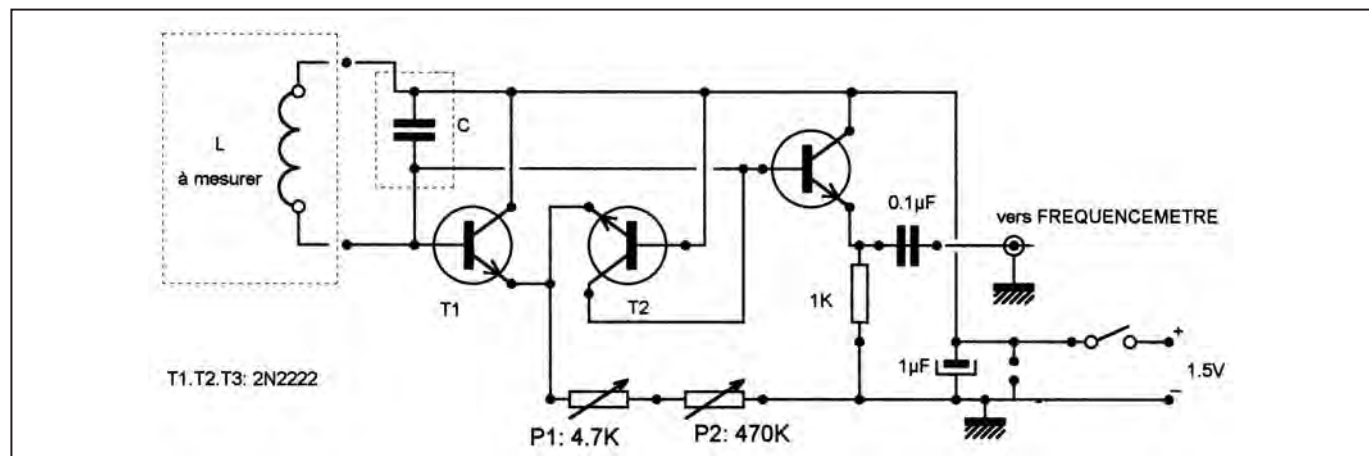 L
à mesurer
C
0.1µF
vers FREQUENCEMETRE
T1
T2
1K
+
1µF
1.5V
–
T1.T2.T3: 2N2222
P1: 4.7K
P2: 470K